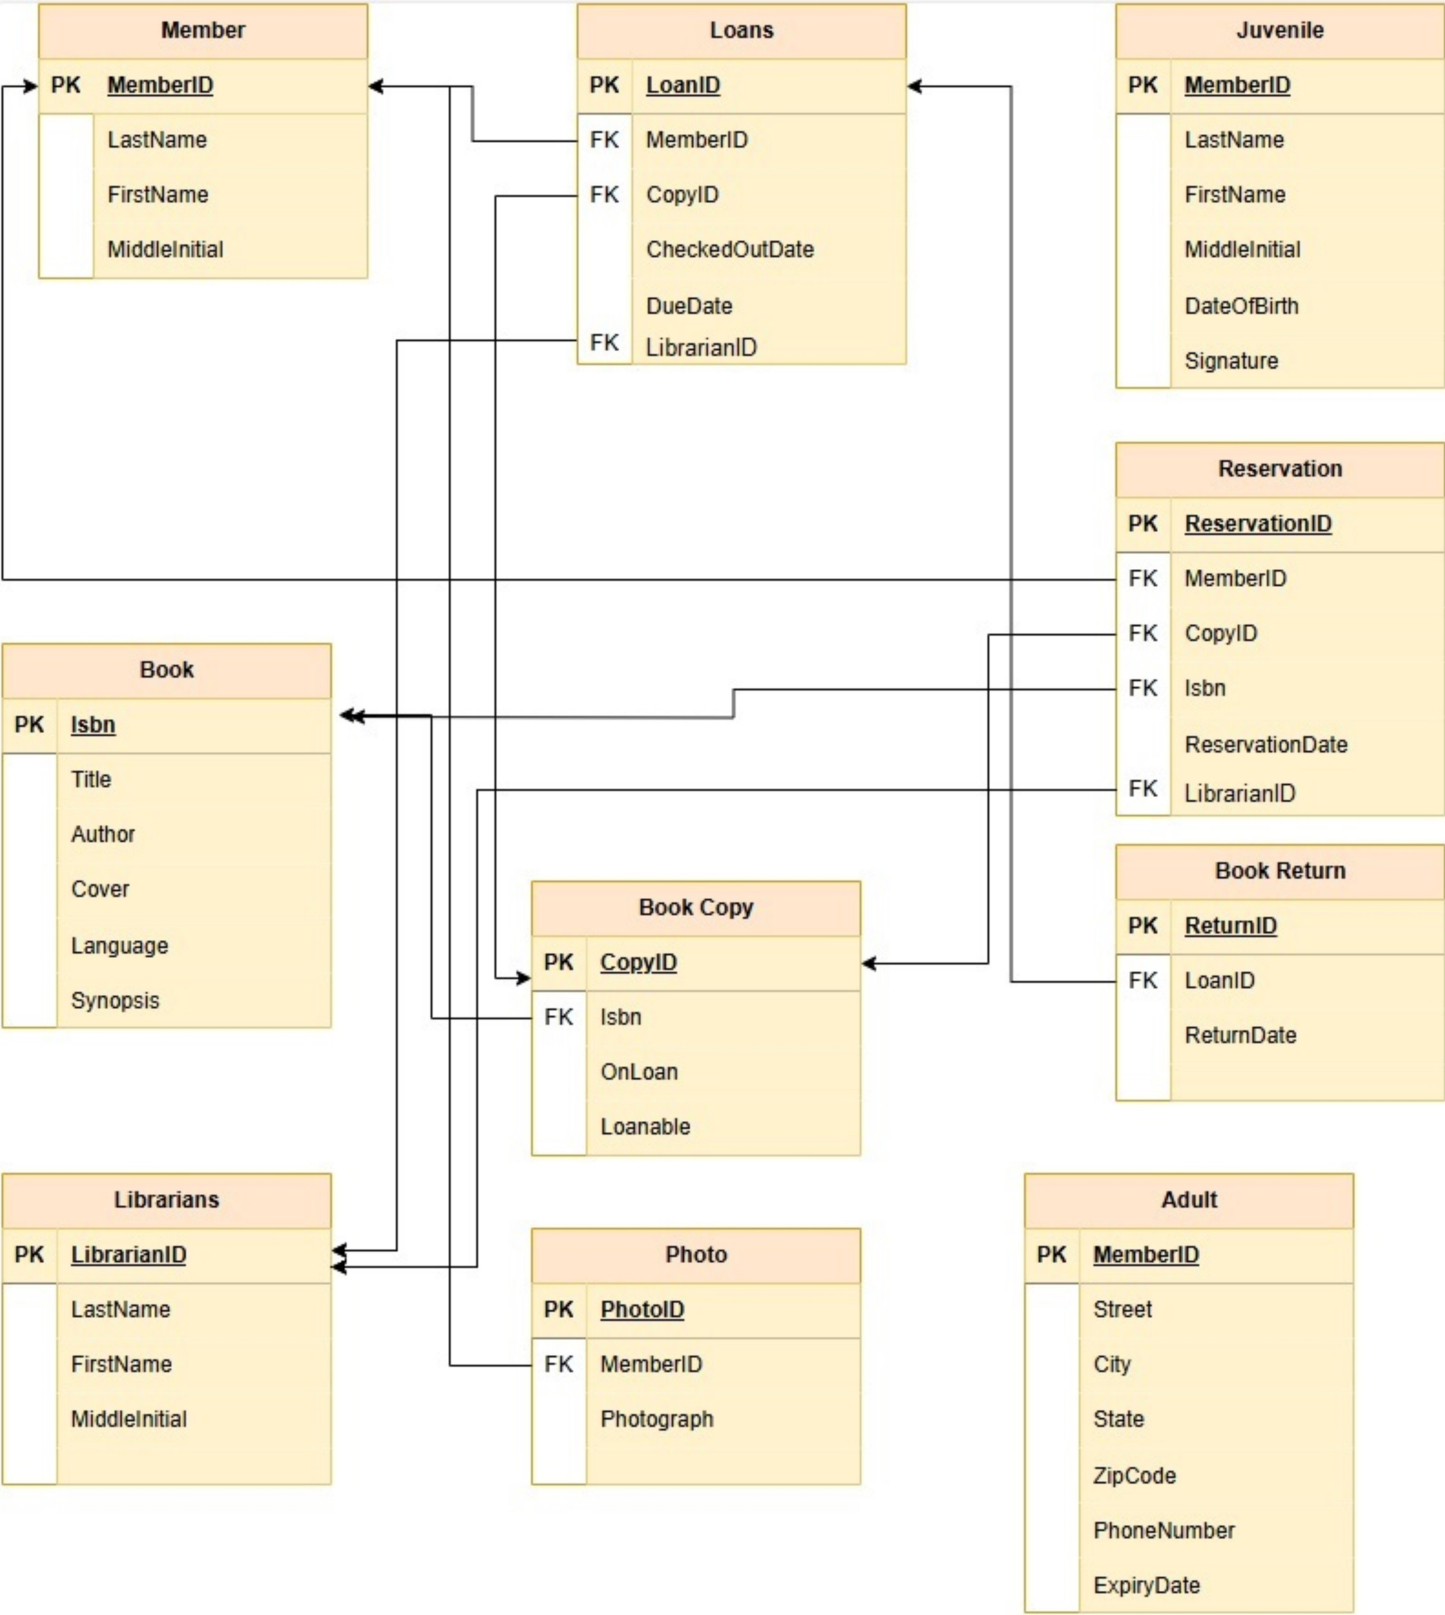 Member
PK MemberID
LastName
FirstName
MiddleInitial
Loans
PK LoanID
FK MemberID
FK CopyID
CheckedOutDate
DueDate
FK LibrarianID
Juvenile
PK MemberID
LastName
FirstName
MiddleInitial
DateOfBirth
Signature
Reservation
PK ReservationID
FK MemberID
FK CopyID
FK Isbn
ReservationDate
FK LibrarianID
Book
PK Isbn
Title
Author
Cover
Language
Synopsis
Book Copy
PK CopyID
FK Isbn
OnLoan
Loanable
Book Return
PK ReturnID
FK LoanID
ReturnDate
Librarians
PK LibrarianID
LastName
FirstName
MiddleInitial
Photo
PK PhotoID
FK MemberID
Photograph
Adult
PK MemberID
Street
City
State
ZipCode
PhoneNumber
ExpiryDate